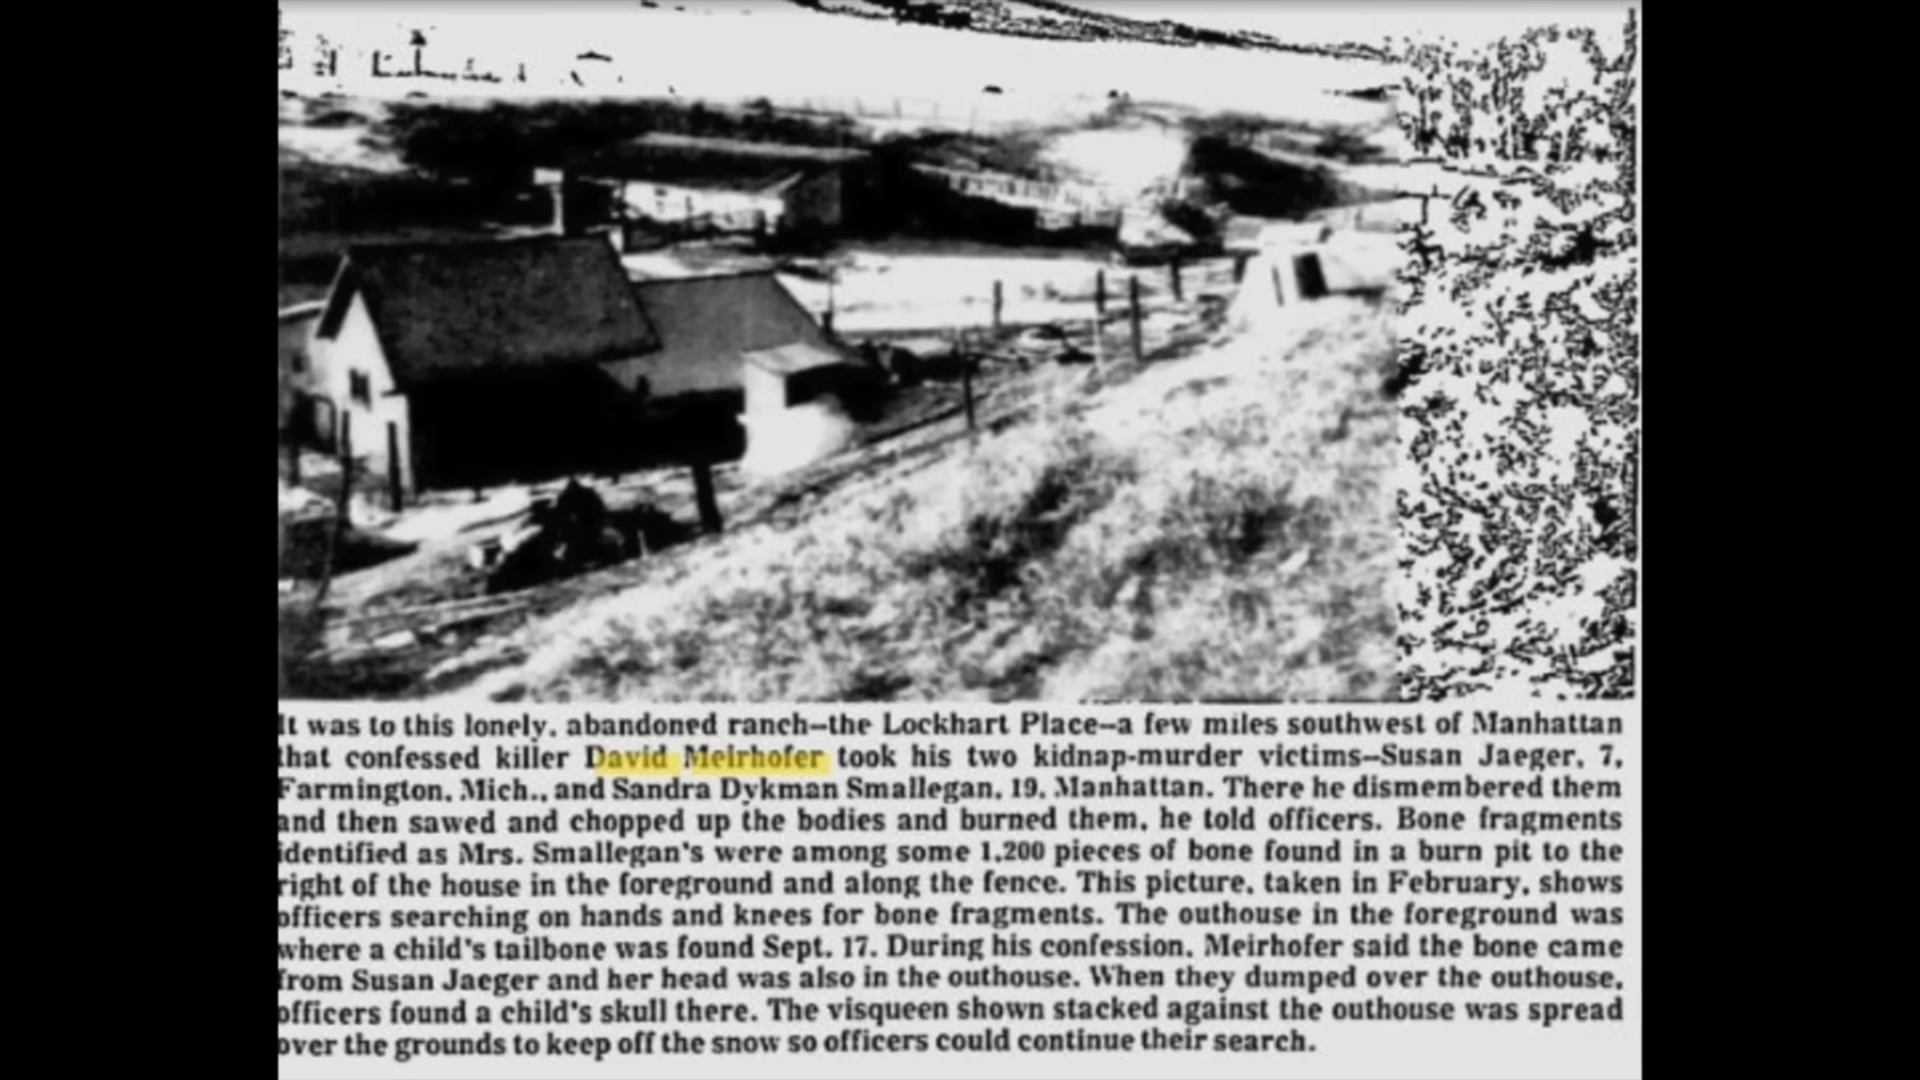 It was to this lonely, abandoned ranch--the Lockhart Place--a few miles southwest of Manhattan
that confessed killer David Meirhofer took his two kidnap-murder victims--Susan Jaeger, 7,
Farmington, Mich., and Sandra Dykman Smallegan, 19, Manhattan. There he dismembered them
and then sawed and chopped up the bodies and burned them, he told officers. Bone fragments
identified as Mrs. Smallegan's were among some 1,200 pieces of bone found in a burn pit to the
right of the house in the foreground and along the fence. This picture, taken in February, shows
officers searching on hands and knees for bone fragments. The outhouse in the foreground was
where a child's tailbone was found Sept. 17. During his confession, Meirhofer said the bone came
from Susan Jaeger and her head was also in the outhouse. When they dumped over the outhouse,
officers found a child's skull there. The visqueen shown stacked against the outhouse was spread
over the grounds to keep off the snow so officers could continue their search.